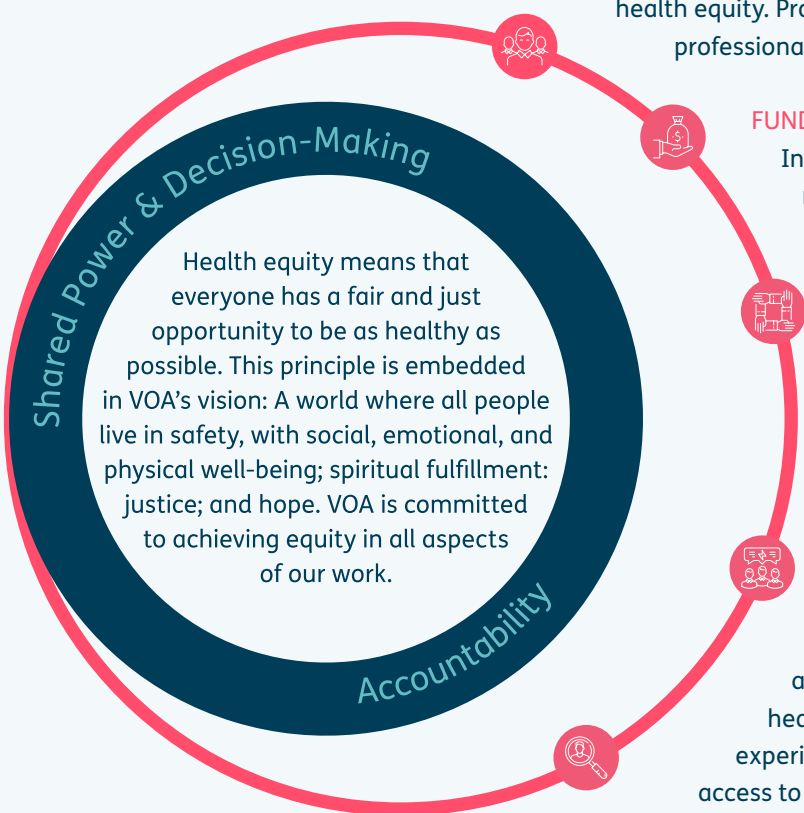 health equity.
professiona
FUND
In
Shared Power & Decision-Making
Health equity means that
everyone has a fair and just
opportunity to be as healthy as
possible. This principle is embedded
in VOA’s vision: A world where all people
live in safety, with social, emotional, and
physical well-being; spiritual fulfillment:
justice; and hope. VOA is committed
to achieving equity in all aspects
of our work.
Accountability
a
hea
experi
access to